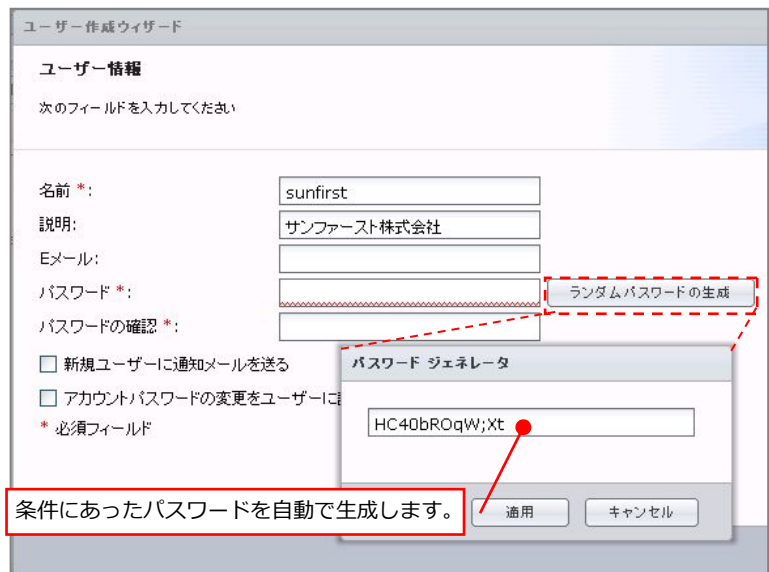 ユーザー作成ウィザード
ユーザー情報
次のフィールドを入力してください
名前 *:
sunfirst
説明:
サンファースト株式会社
Eメール:
パスワード *:
ランダムパスワードの生成
パスワードの確認 *:
新規ユーザーに通知メールを送る
アカウントパスワードの変更をユーザーに
* 必須フィールド
パスワード ジェネレータ
HC40bROqW;Xt
適用
キャンセル
条件にあったパスワードを自動で生成します。